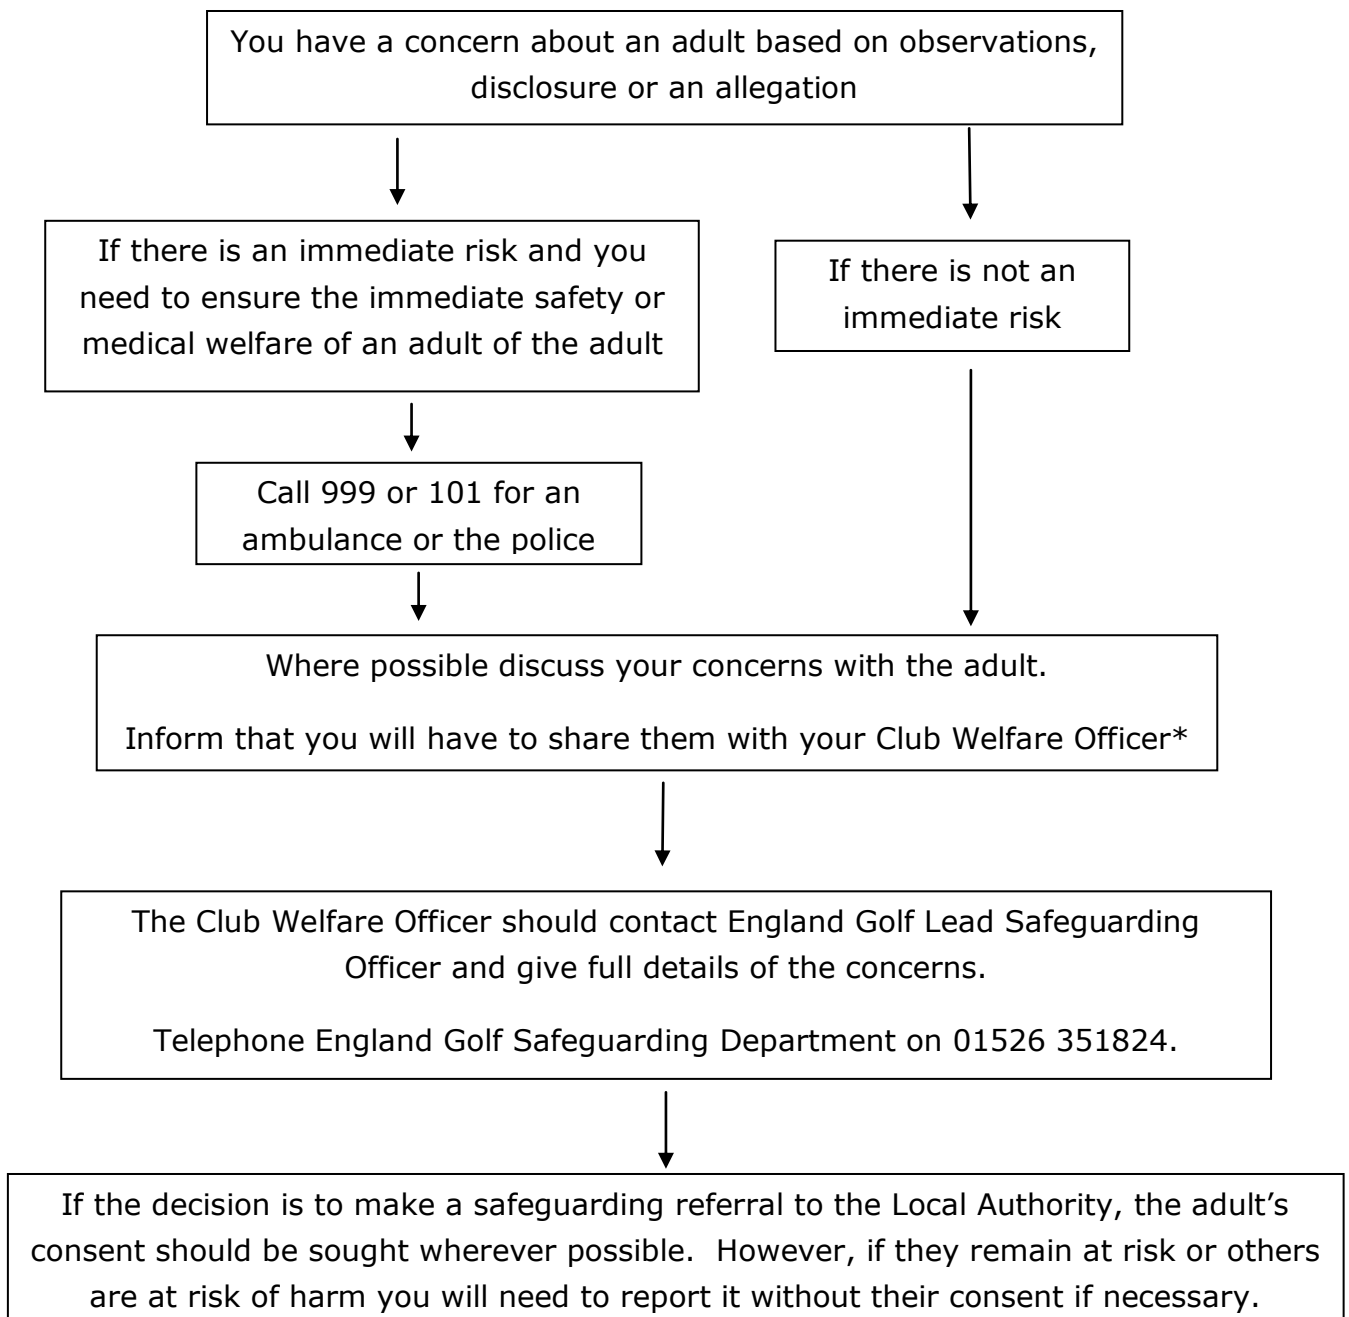 You have a concern about an adult based on observations,
disclosure or an allegation
If there is an immediate risk and you
need to ensure the immediate safety or
medical welfare of an adult of the adult
If there is not an
immediate risk
Call 999 or 101 for an
ambulance or the police
Where possible discuss your concerns with the adult.
Inform that you will have to share them with your Club Welfare Officer*
The Club Welfare Officer should contact England Golf Lead Safeguarding
Officer and give full details of the concerns.
Telephone England Golf Safeguarding Department on 01526 351824.
If the decision is to make a safeguarding referral to the Local Authority, the adult’s
consent should be sought wherever possible.  However, if they remain at risk or others
are at risk of harm you will need to report it without their consent if necessary.